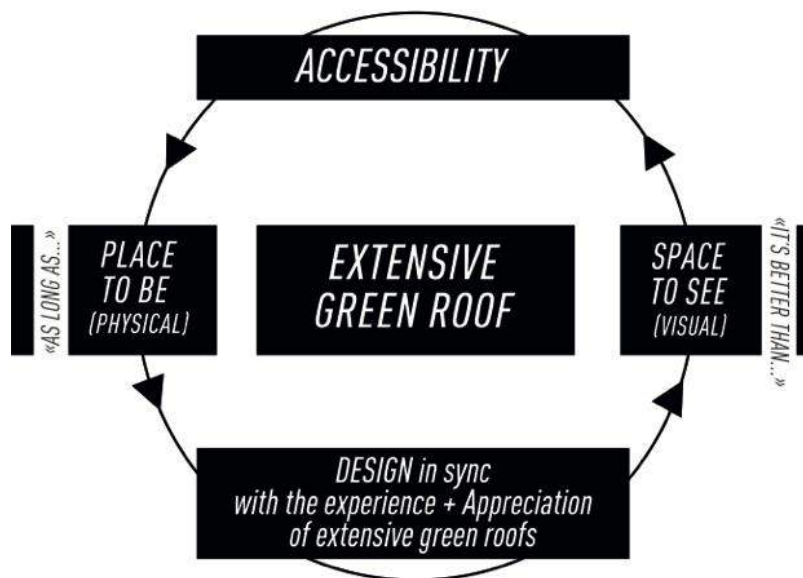 ACCESSIBILITY
«AS LONG AS...»
PLACE
TO BE
(PHYSICAL)
EXTENSIVE
GREEN ROOF
SPACE
TO SEE
(VISUAL)
«IT'S BETTER THAN...»
DESIGN in sync
with the experience + Appreciation
of extensive green roofs